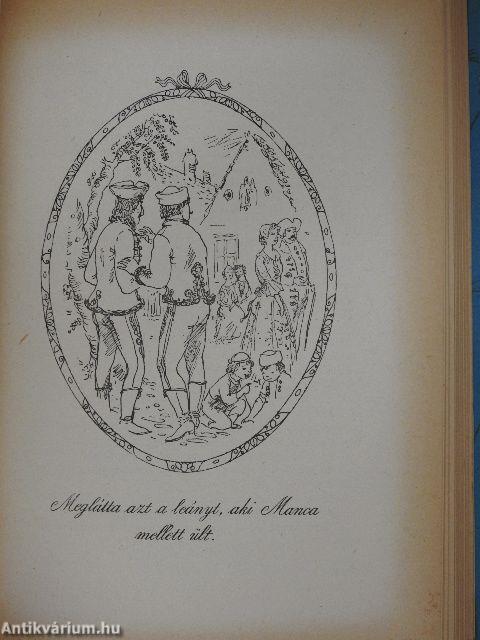 Meglátta azt a leányt, aki Manca
mellett ült.
Antikvárium.hu